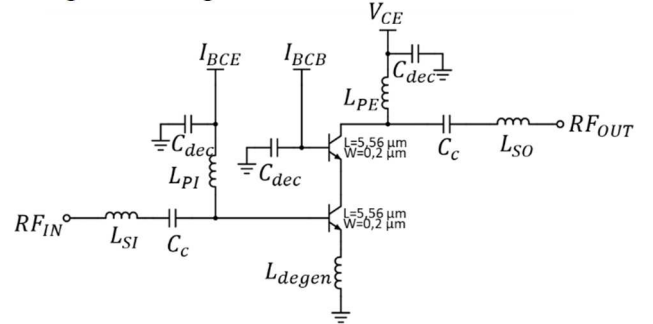 V_CE
I_BCE
I_BCB
C_dec
L_PE
RF_OUT
C_dec
C_c
L_SO
L=5,56 µm
W=0,2 µm
L_PI
C_dec
L=5,56 µm
W=0,2 µm
RF_IN
L_SI
C_c
L_degen